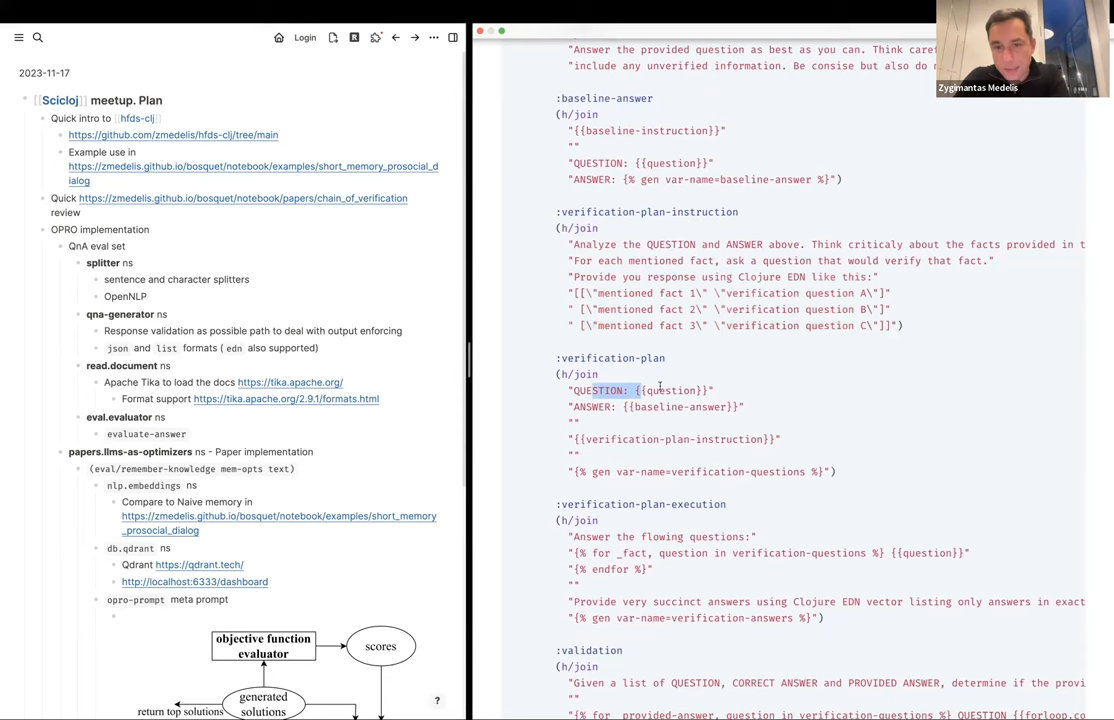 Login
2023-11-17
[[Scicloj]] meetup. Plan
Quick intro to [[hfds-clj]]
https://github.com/zmedelis/hfds-clj/tree/main
Example use in
https://zmedelis.github.io/bosquet/notebook/examples/short_memory_prosocial_d
ialog
Quick https://zmedelis.github.io/bosquet/notebook/papers/chain_of_verification
review
OPRO implementation
QnA eval set
splitter ns
sentence and character splitters
OpenNLP
qna-generator ns
Response validation as possible path to deal with output enforcing
json and list formats ( edn also supported)
read.document ns
Apache Tika to load the docs https://tika.apache.org/
Format support https://tika.apache.org/2.9.1/formats.html
eval.evaluator ns
evaluate-answer
papers.llms-as-optimizers ns - Paper implementation
(eval/remember-knowledge mem-opts text)
nlp.embeddings ns
Compare to Naive memory in
https://zmedelis.github.io/bosquet/notebook/examples/short_memory
_prosocial_dialog
db.qdrant ns
Qdrant https://qdrant.tech/
http://localhost:6333/dashboard
opro-prompt meta prompt
objective function
evaluator
scores
generated
solutions
return top solutions
?
"Answer the provided question as best as you can. Think care
"include any unverified information. Be consise but also do n
:baseline-answer
(h/join
"{{baseline-instruction}}"
""
"QUESTION: {{question}}"
"ANSWER: {% gen var-name=baseline-answer %}")
:verification-plan-instruction
(h/join
"Analyze the QUESTION and ANSWER above. Think criticaly about the facts provided in t
"For each mentioned fact, ask a question that would verify that fact."
"Provide you response using Clojure EDN like this:"
"[[\"mentioned fact 1\" \"verification question A\"]"
" [\"mentioned fact 2\" \"verification question B\"]"
" [\"mentioned fact 3\" \"verification question C\"]]")
:verification-plan
(h/join
"QUESTION: {{question}}"
"ANSWER: {{baseline-answer}}"
""
"{{verification-plan-instruction}}"
""
"{% gen var-name=verification-questions %}")
:verification-plan-execution
(h/join
"Answer the flowing questions:"
"{% for _fact, question in verification-questions %} {{question}}"
"{% endfor %}"
""
"Provide very succinct answers using Clojure EDN vector listing only answers in exact
"{% gen var-name=verification-answers %}")
:validation
(h/join
"Given a list of QUESTION, CORRECT ANSWER and PROVIDED ANSWER, determine if the provi
""
"{% for provided-answer, question in verification-questions %} QUESTION {{forloop.co
Zygimantas Medelis